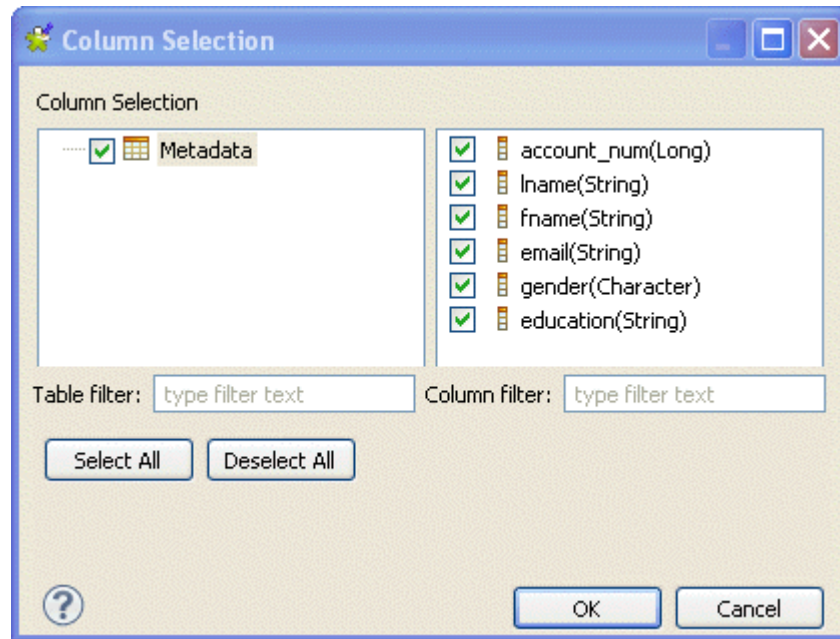 Column Selection
Column Selection
Metadata
account_num(Long)
lname(String)
fname(String)
email(String)
gender(Character)
education(String)
Table filter: type filter text Column filter: type filter text
Select All Deselect All
? OK Cancel